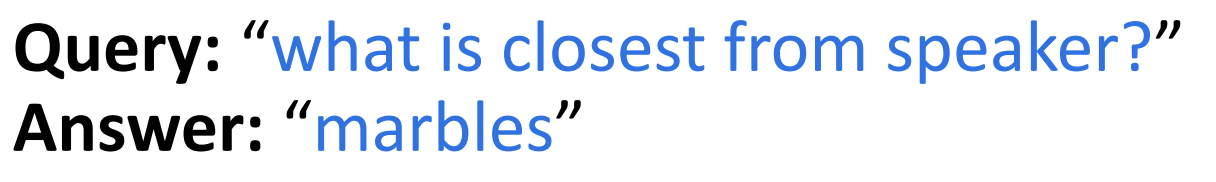 Query: “what is closest from speaker?”
Answer: “marbles”